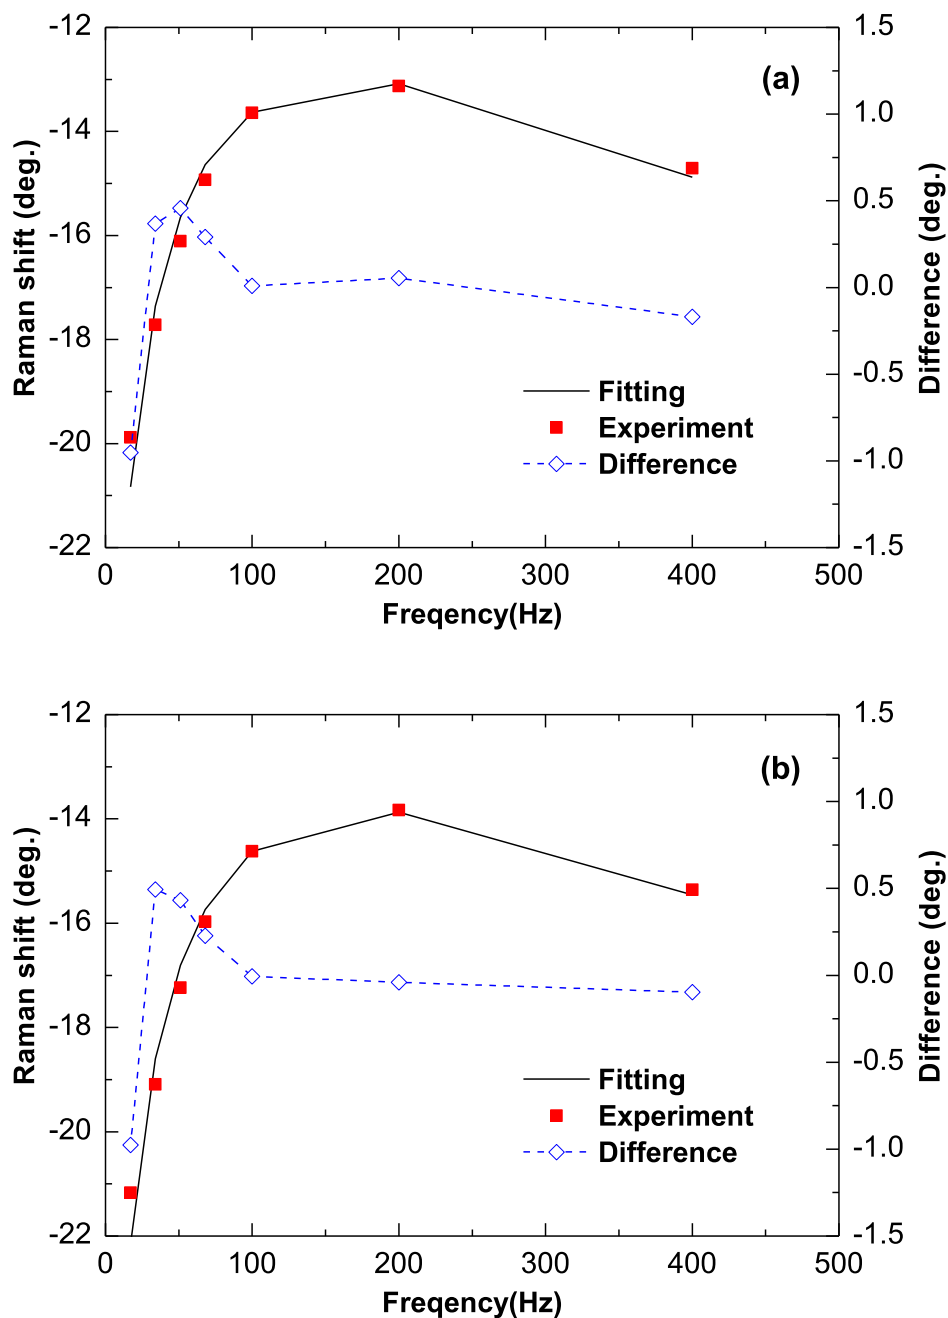 -12
1.5
(a)
1.0
-14
0.5
-16
0.0
-18
-0.5
Fitting
Experiment
-20
Difference
-1.0
-22
-1.5
0
100
200
300
400
500
Raman shift (deg.)
Difference (deg.)
Freqency(Hz)
-12
1.5
(b)
1.0
-14
0.5
-16
0.0
-18
-0.5
Fitting
Experiment
-20
Difference
-1.0
-22
-1.5
0
100
200
300
400
500
Raman shift (deg.)
Difference (deg.)
Freqency(Hz)